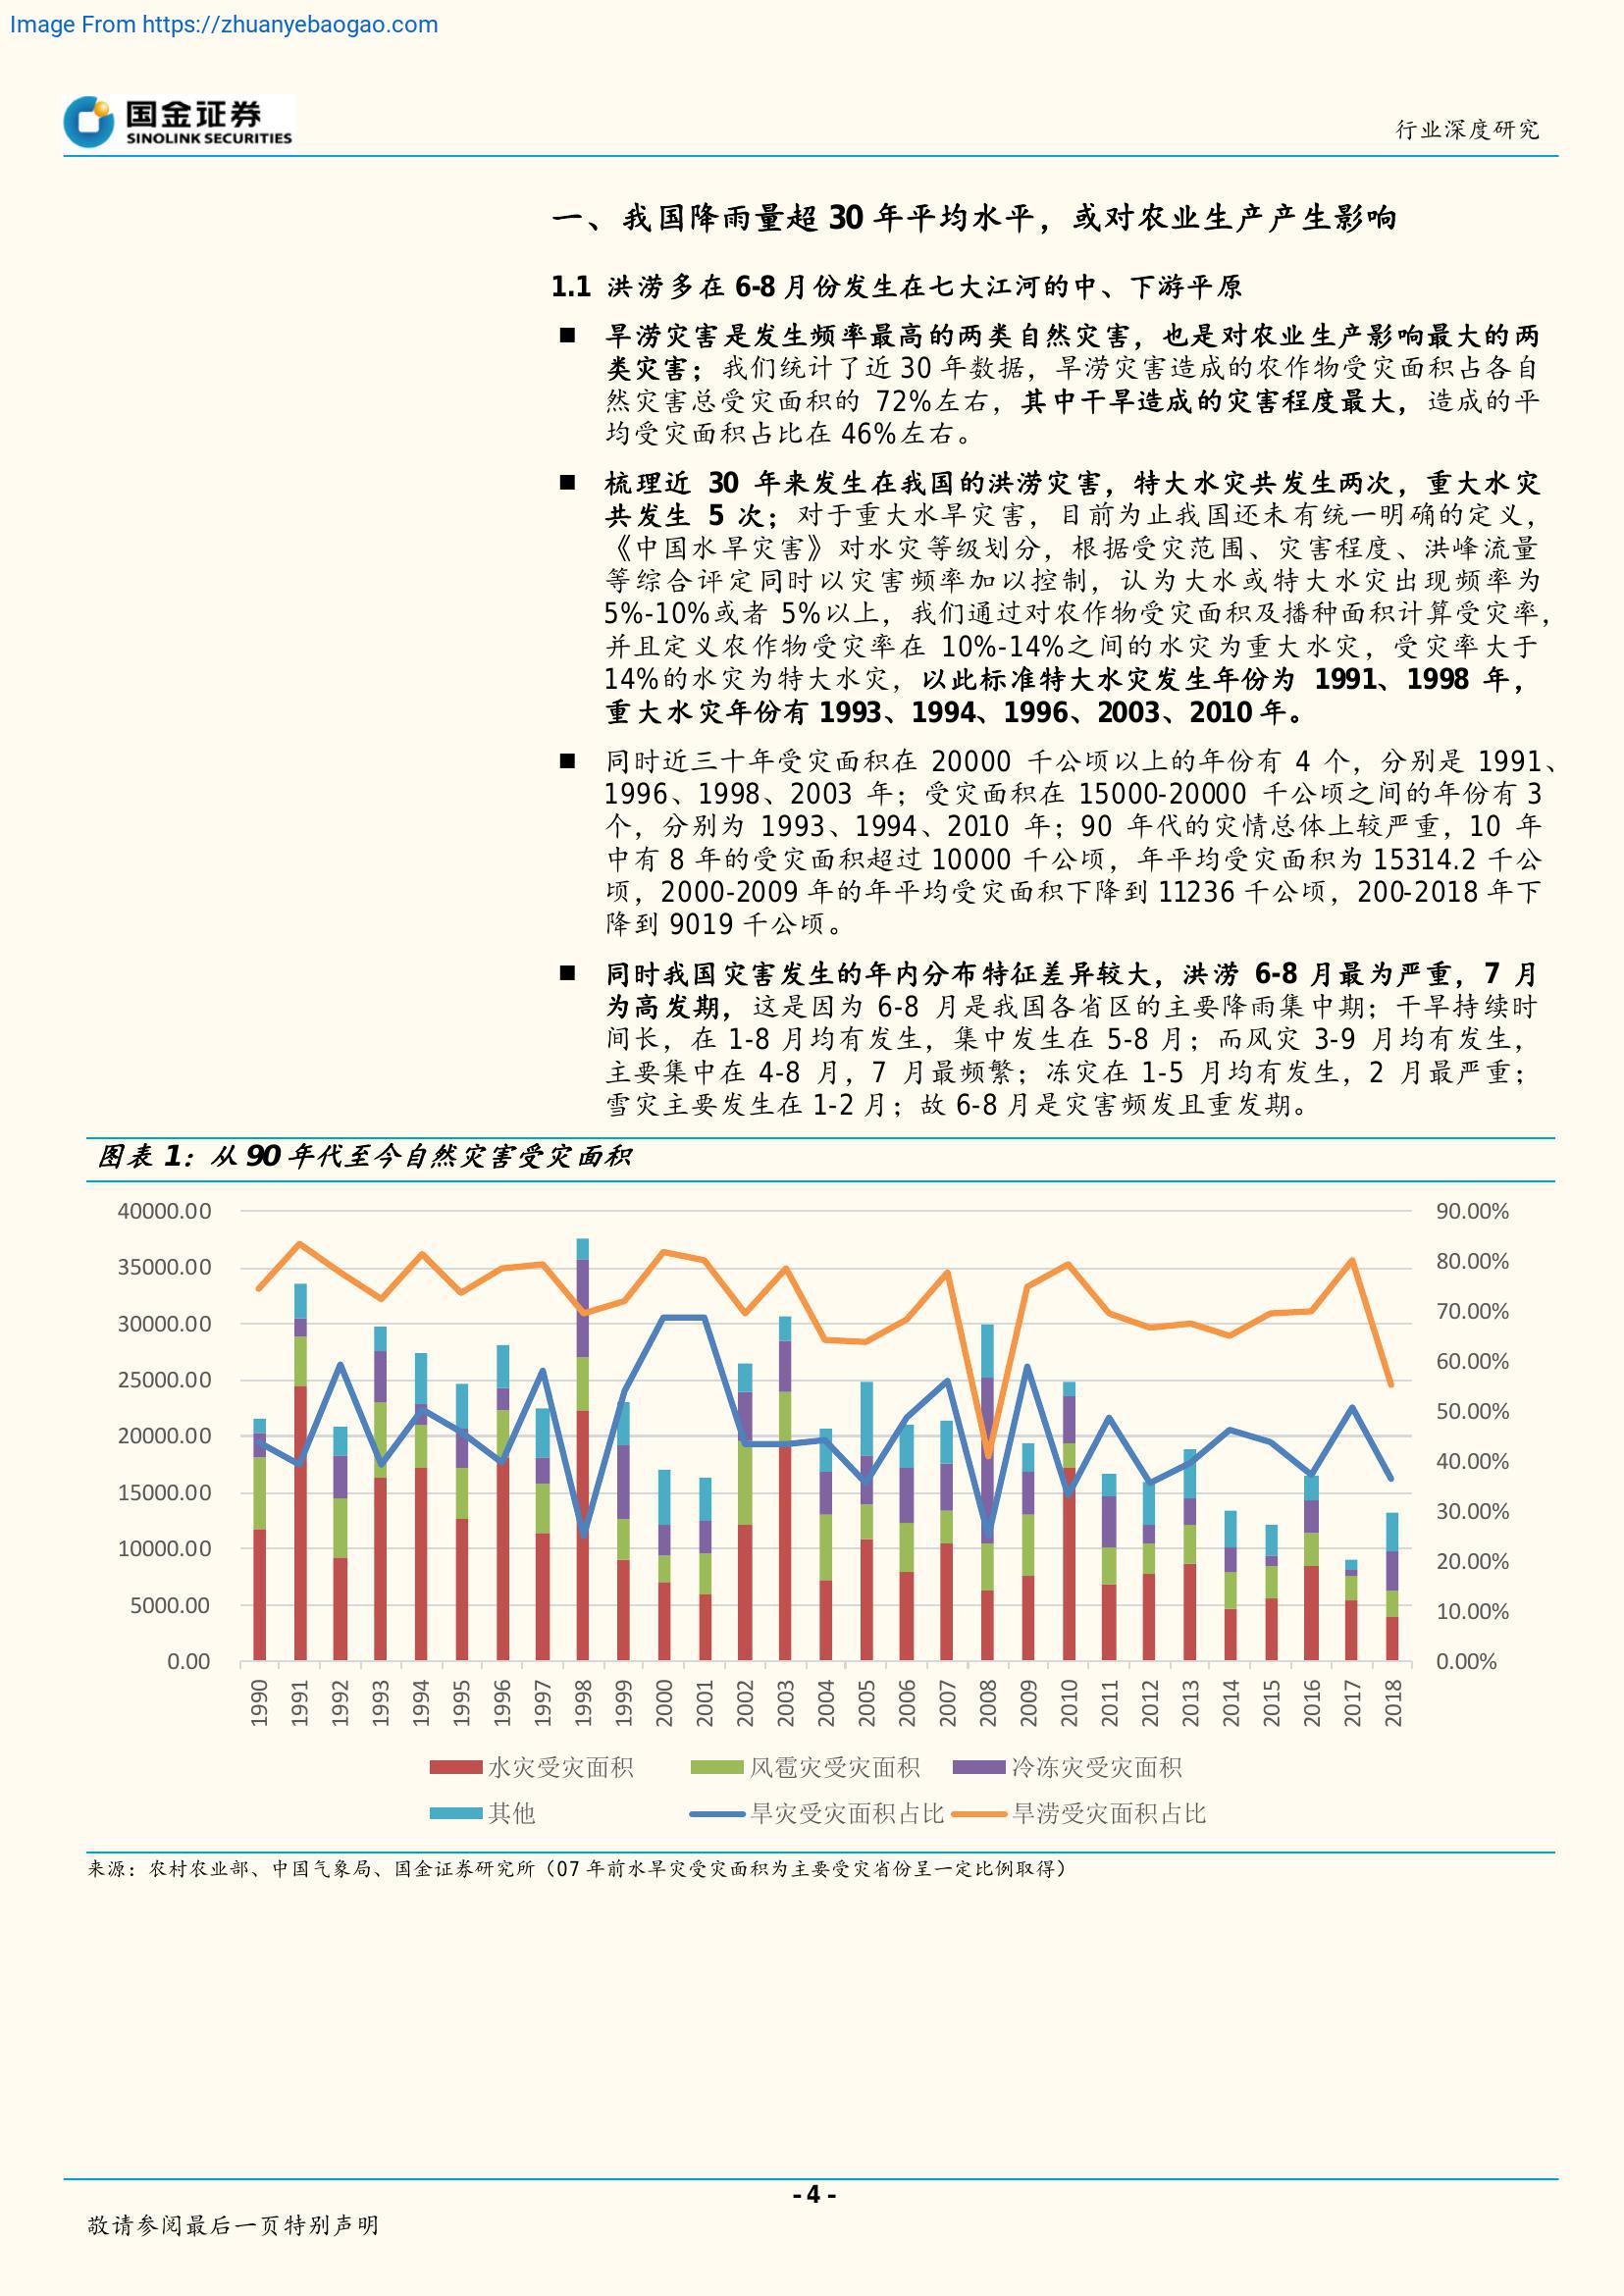 Image From https://zhuanyebaogao.com
国金证券
SINOLINK SECURITIES
行业深度研究
一、我国降雨量超 30 年平均水平，或对农业生产产生影响
1.1 洪涝多在 6-8 月份发生在七大江河的中、下游平原
■ 旱涝灾害是发生频率最高的两类自然灾害，也是对农业生产影响最大的两
类灾害；我们统计了近 30 年数据，旱涝灾害造成的农作物受灾面积占各自
然灾害总受灾面积的 72%左右，其中干旱造成的灾害程度最大，造成的平
均受灾面积占比在 46%左右。
■ 梳理近 30 年来发生在我国的洪涝灾害，特大水灾共发生两次，重大水灾
共发生 5 次；对于重大水旱灾害，目前为止我国还未有统一明确的定义，
《中国水旱灾害》对水灾等级划分，根据受灾范围、灾害程度、洪峰流量
等综合评定同时以灾害频率加以控制，认为大水或特大水灾出现频率为
5%-10%或者 5%以上，我们通过对农作物受灾面积及播种面积计算受灾率，
并且定义农作物受灾率在 10%-14%之间的水灾为重大水灾，受灾率大于
14%的水灾为特大水灾，以此标准特大水灾发生年份为 1991、1998 年，
重大水灾年份有 1993、1994、1996、2003、2010 年。
■ 同时近三十年受灾面积在 20000 千公顷以上的年份有 4 个，分别是 1991、
1996、1998、2003 年；受灾面积在 15000-20000 千公顷之间的年份有 3
个，分别为 1993、1994、2010 年；90 年代的灾情总体上较严重，10 年
中有 8 年的受灾面积超过 10000 千公顷，年平均受灾面积为 15314.2 千公
顷，2000-2009 年的年平均受灾面积下降到 11236 千公顷，200-2018 年下
降到 9019 千公顷。
■ 同时我国灾害发生的年内分布特征差异较大，洪涝 6-8 月最为严重，7 月
为高发期，这是因为 6-8 月是我国各省区的主要降雨集中期；干旱持续时
间长，在 1-8 月均有发生，集中发生在 5-8 月；而风灾 3-9 月均有发生，
主要集中在 4-8 月，7 月最频繁；冻灾在 1-5 月均有发生，2 月最严重；
雪灾主要发生在 1-2 月；故 6-8 月是灾害频发且重发期。
图表 1：从 90 年代至今自然灾害受灾面积
40000.00 90.00%
35000.00 80.00%
30000.00 70.00%
25000.00 60.00%
20000.00 50.00%
15000.00 40.00%
10000.00 30.00%
5000.00 20.00%
0.00 10.00%
0.00%
1990 1991 1992 1993 1994 1995 1996 1997 1998 1999 2000 2001 2002 2003 2004 2005 2006 2007 2008 2009 2010 2011 2012 2013 2014 2015 2016 2017 2018
水灾受灾面积 风雹灾受灾面积 冷冻灾受灾面积
其他 旱灾受灾面积占比 旱涝受灾面积占比
来源：农村农业部、中国气象局、国金证券研究所（07 年前水旱灾受灾面积为主要受灾省份呈一定比例取得）
- 4 -
敬请参阅最后一页特别声明